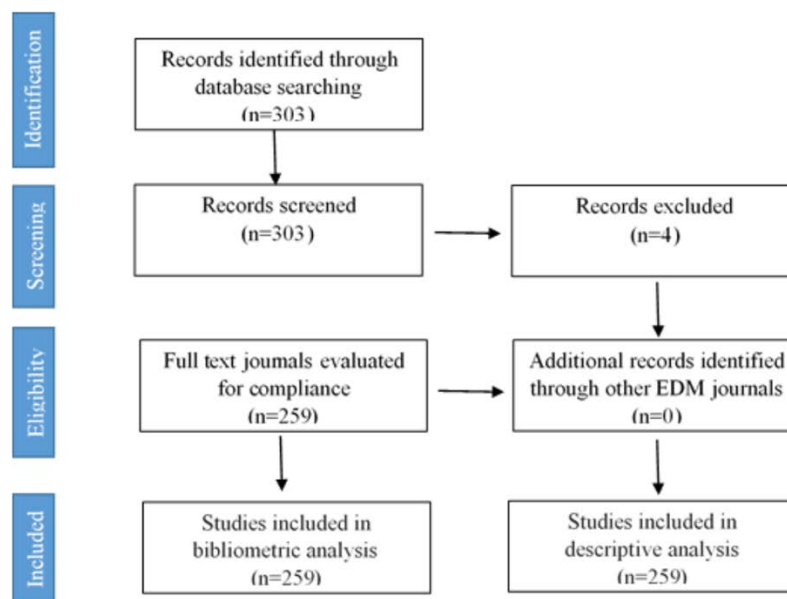 Identification
Records identified through
database searching
(n=303)
Screening
Records screened
(n=303)
Records excluded
(n=4)
Eligibility
Full text journals evaluated
for compliance
(n=259)
Additional records identified
through other EDM journals
(n=0)
Included
Studies included in
bibliometric analysis
(n=259)
Studies included in
descriptive analysis
(n=259)